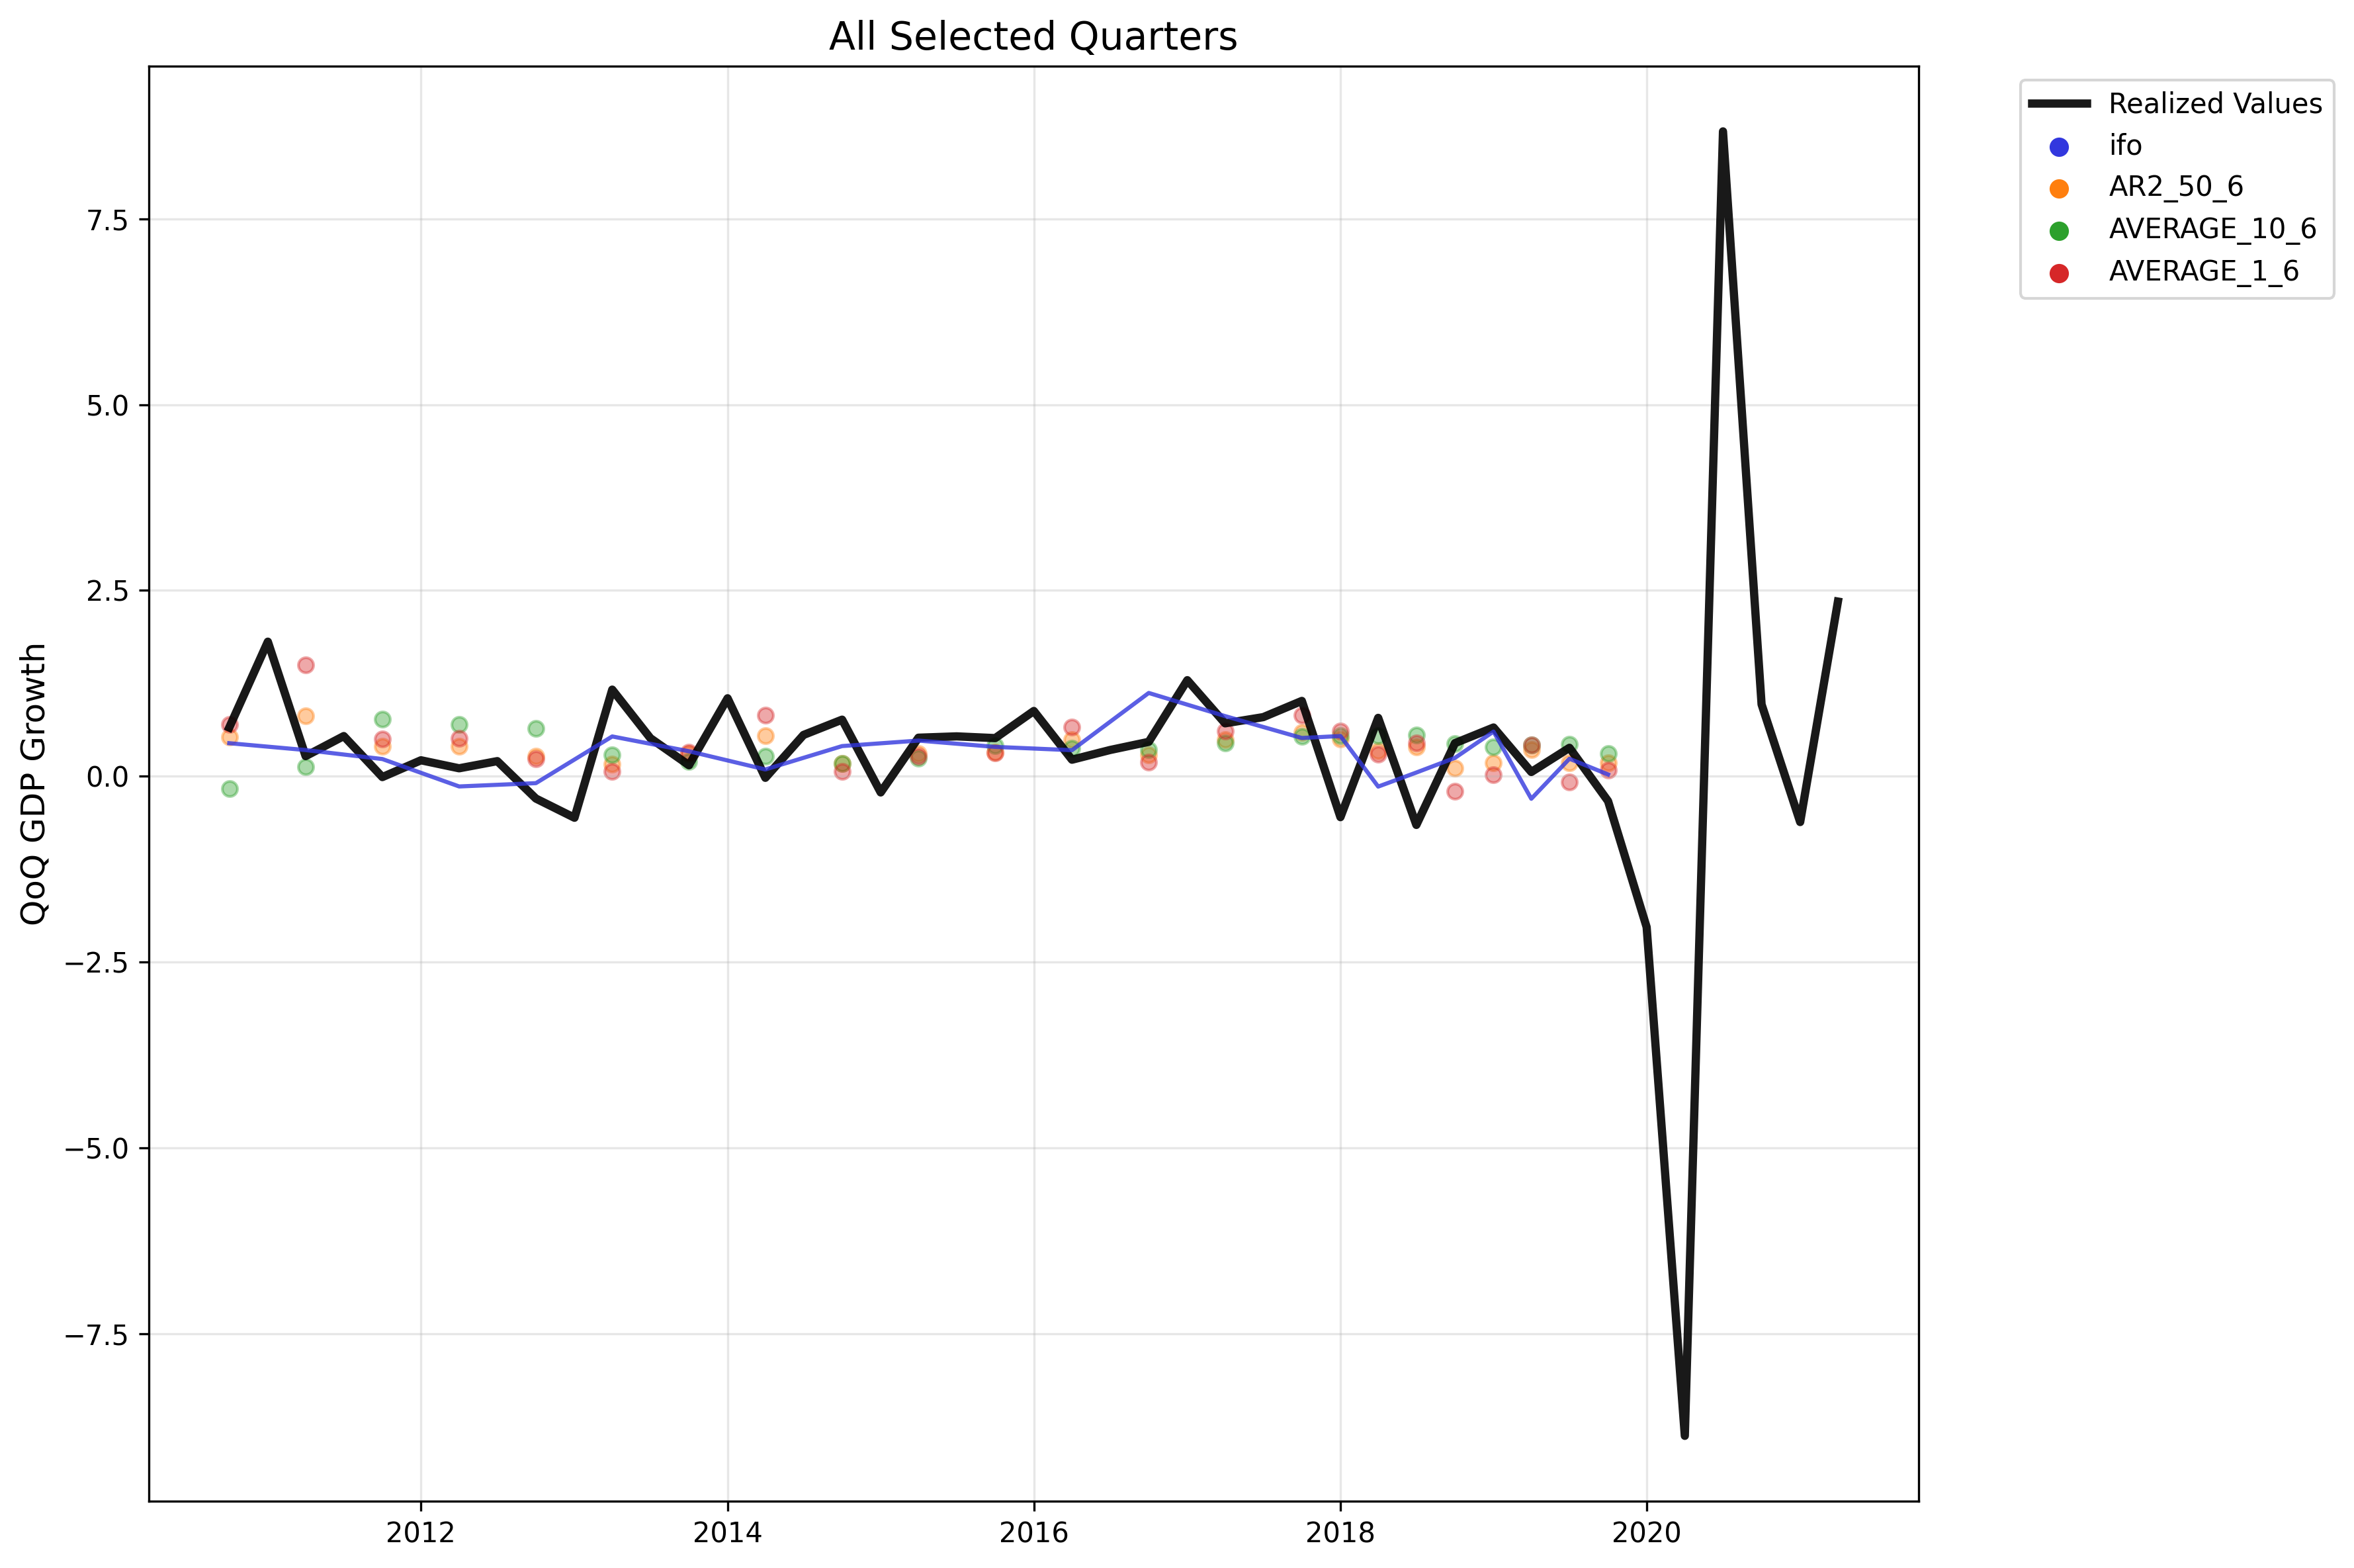 All Selected Quarters
QoQ GDP Growth
7.5
5.0
2.5
0.0
−2.5
−5.0
−7.5
2012
2014
2016
2018
2020
Realized Values
ifo
AR2_50_6
AVERAGE_10_6
AVERAGE_1_6